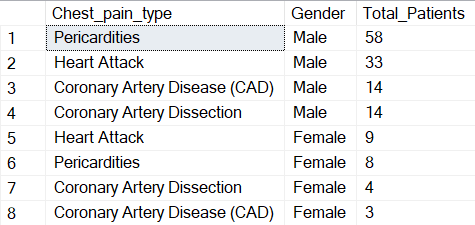 Chest_pain_type Gender Total_Patients
1 Pericardities Male 58
2 Heart Attack Male 33
3 Coronary Artery Disease (CAD) Male 14
4 Coronary Artery Dissection Male 14
5 Heart Attack Female 9
6 Pericardities Female 8
7 Coronary Artery Dissection Female 4
8 Coronary Artery Disease (CAD) Female 3